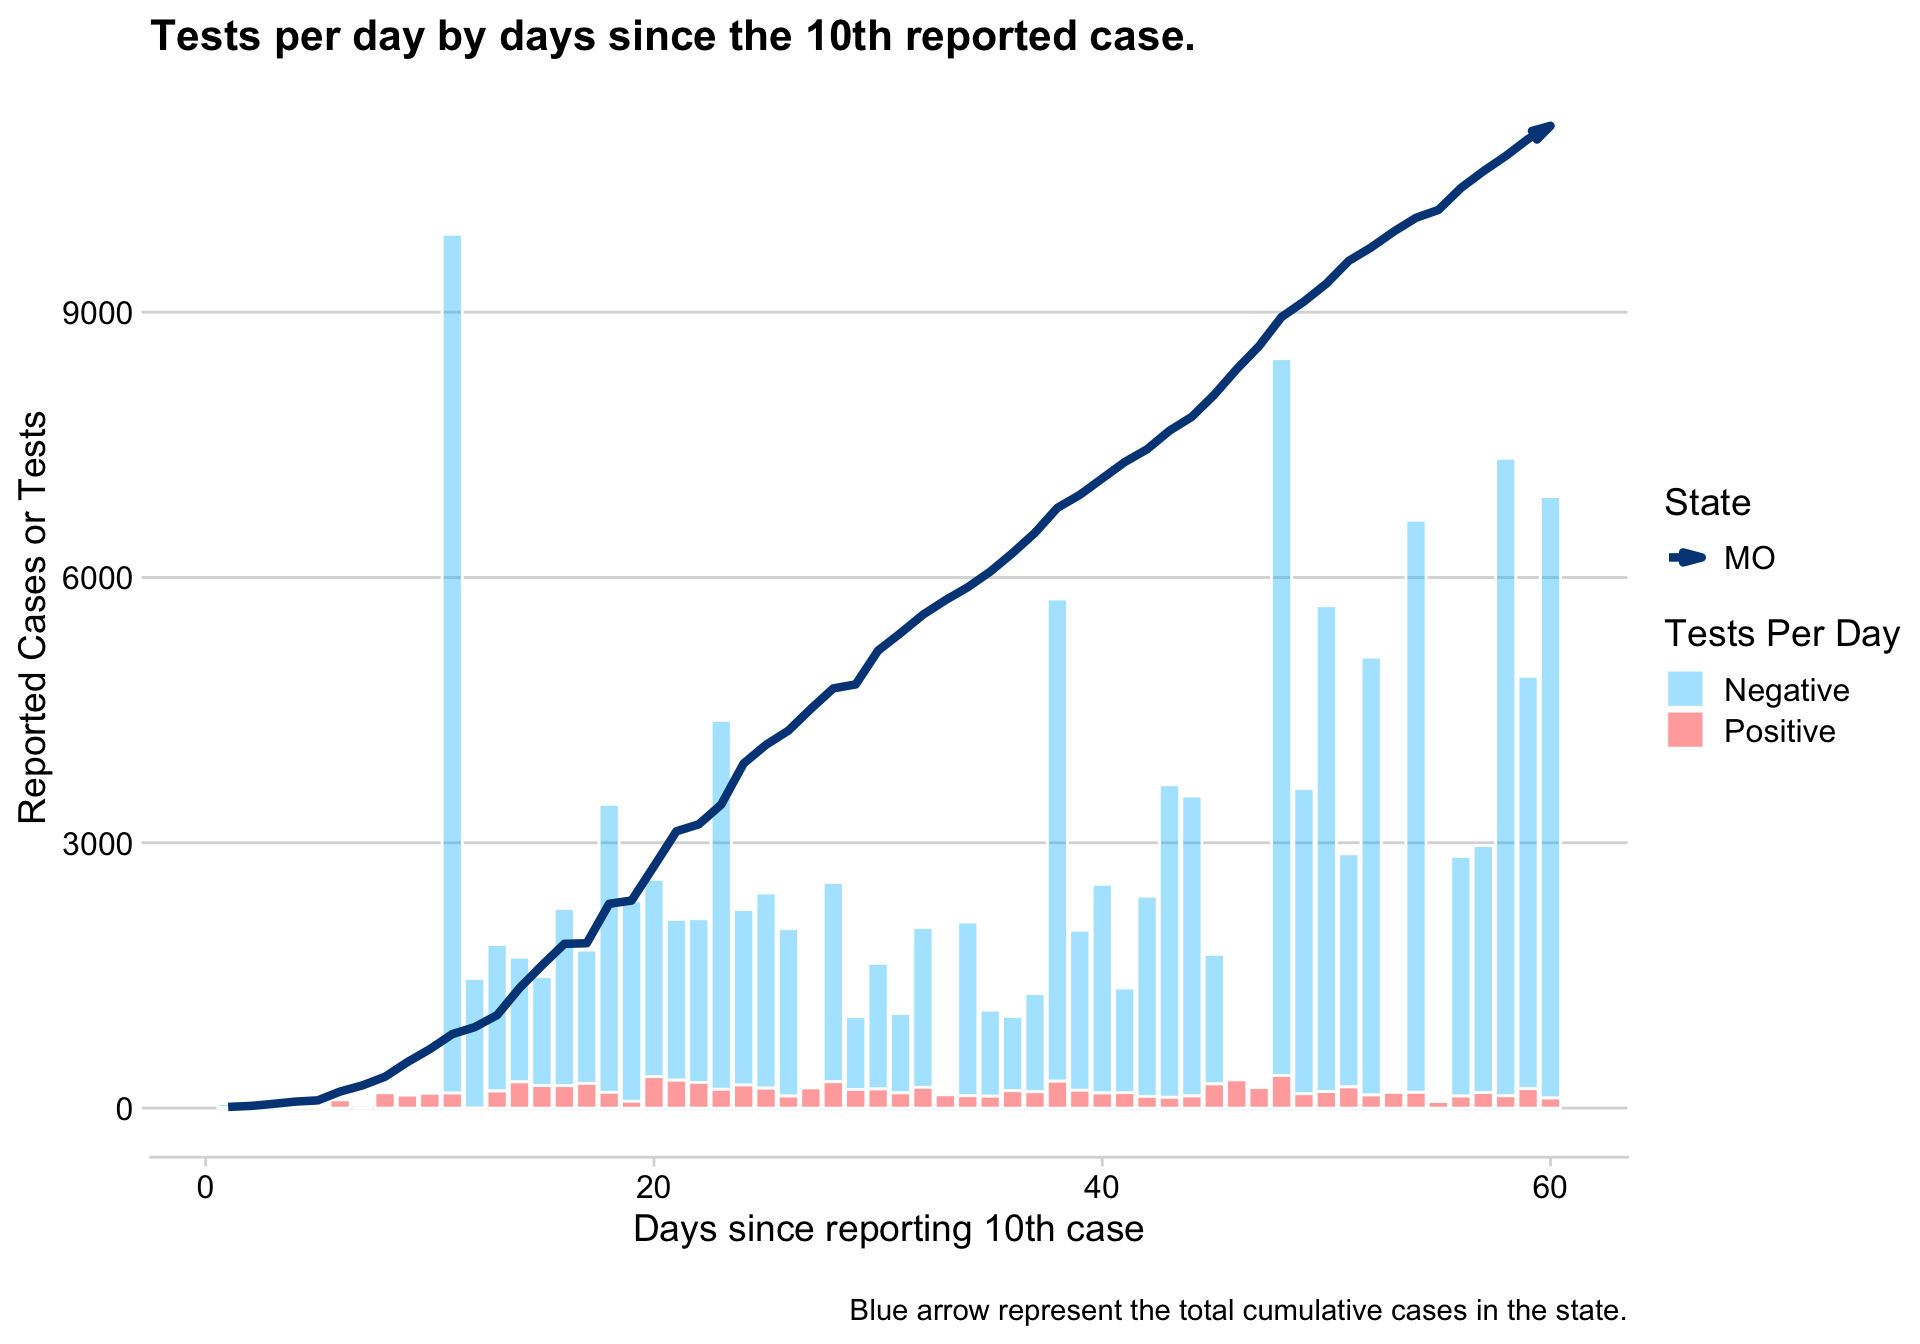 Tests per day by days since the 10th reported case.
Reported Cases or Tests
9000
6000
3000
0
0 20 40 60
Days since reporting 10th case
State
MO
Tests Per Day
Negative
Positive
Blue arrow represent the total cumulative cases in the state.